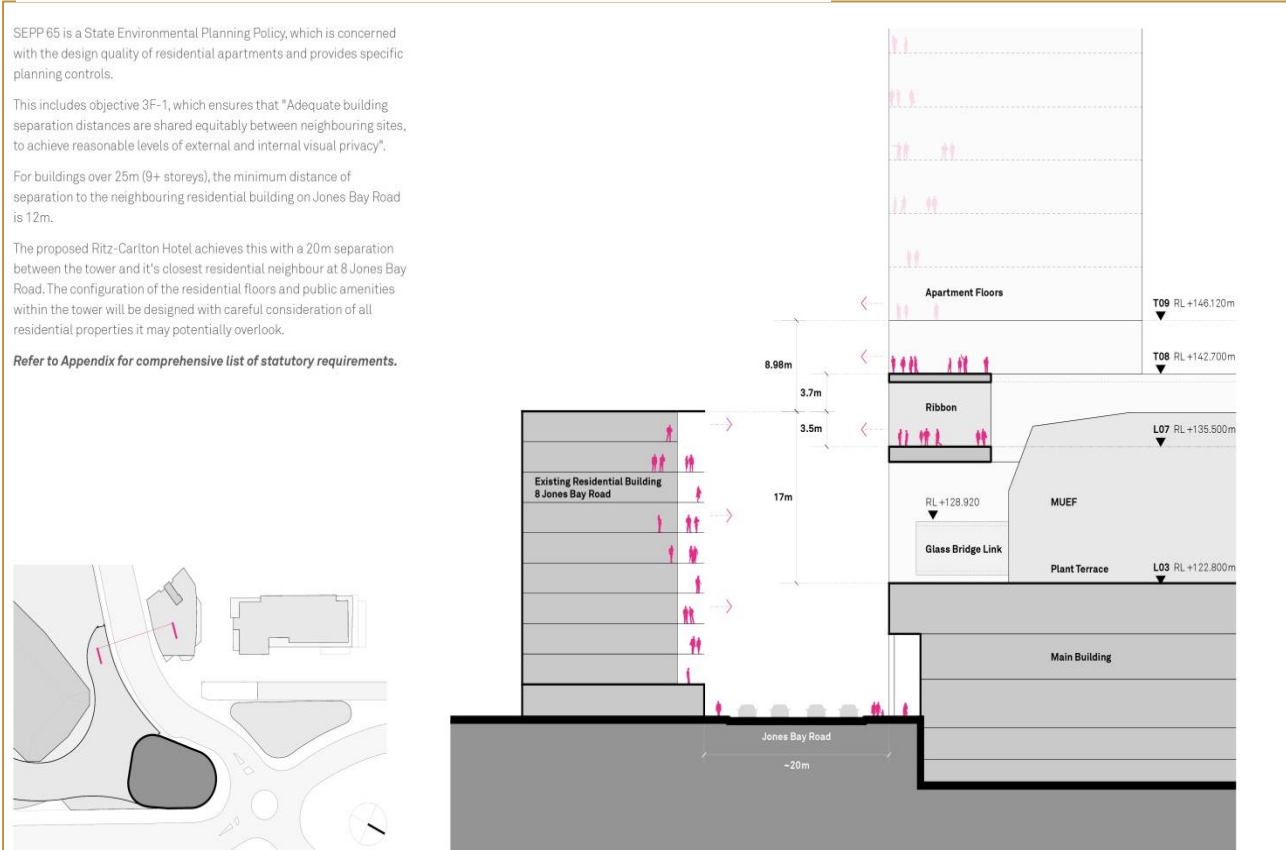 SEPP 65 is a State Environmental Planning Policy, which is concerned
with the design quality of residential apartments and provides specific
planning controls.
This includes objective 3F-1, which ensures that "Adequate building
separation distances are shared equitably between neighbouring sites,
to achieve reasonable levels of external and internal visual privacy".
For buildings over 25m (9+ storeys), the minimum distance of
separation to the neighbouring residential building on Jones Bay Road
is 12m.
The proposed Ritz-Carlton Hotel achieves this with a 20m separation
between the tower and it's closest residential neighbour at 8 Jones Bay
Road. The configuration of the residential floors and public amenities
within the tower will be designed with careful consideration of all
residential properties it may potentially overlook.
Refer to Appendix for comprehensive list of statutory requirements.
Apartment Floors
T09 RL +146.120m
T08 RL +142.700m
8.98m
3.7m
Ribbon
3.5m
L07 RL +135.500m
Existing Residential Building
8 Jones Bay Road
17m
RL +128.920
MUEF
Glass Bridge Link
Plant Terrace
L03 RL +122.800m
Main Building
Jones Bay Road
~20m